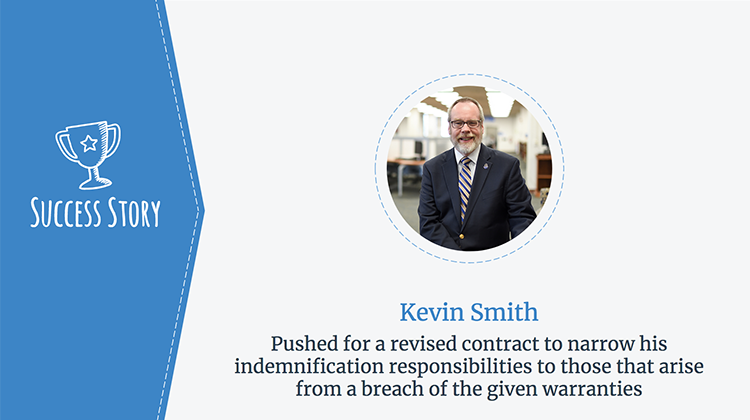 SUCCESS STORY
Kevin Smith
Pushed for a revised contract to narrow his
indemnification responsibilities to those that arise
from a breach of the given warranties